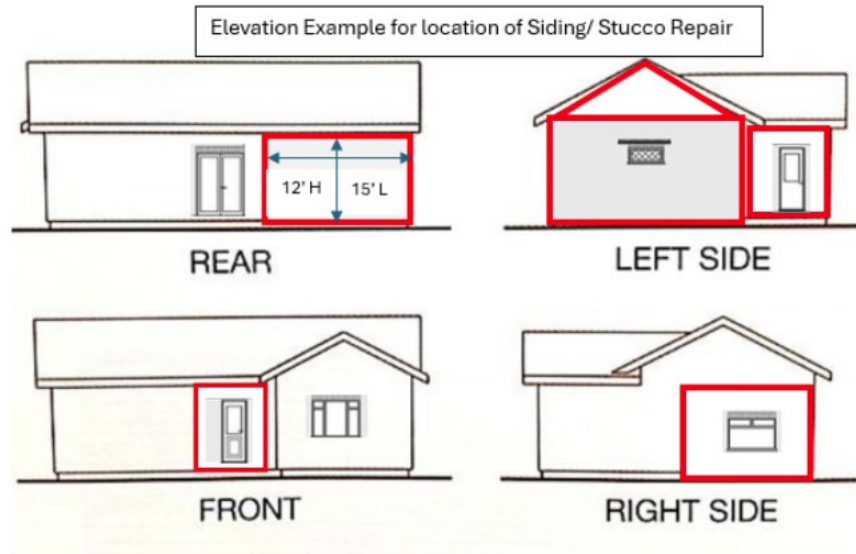 Elevation Example for location of Siding/ Stucco Repair
12' H 15' L
REAR
LEFT SIDE
FRONT
RIGHT SIDE